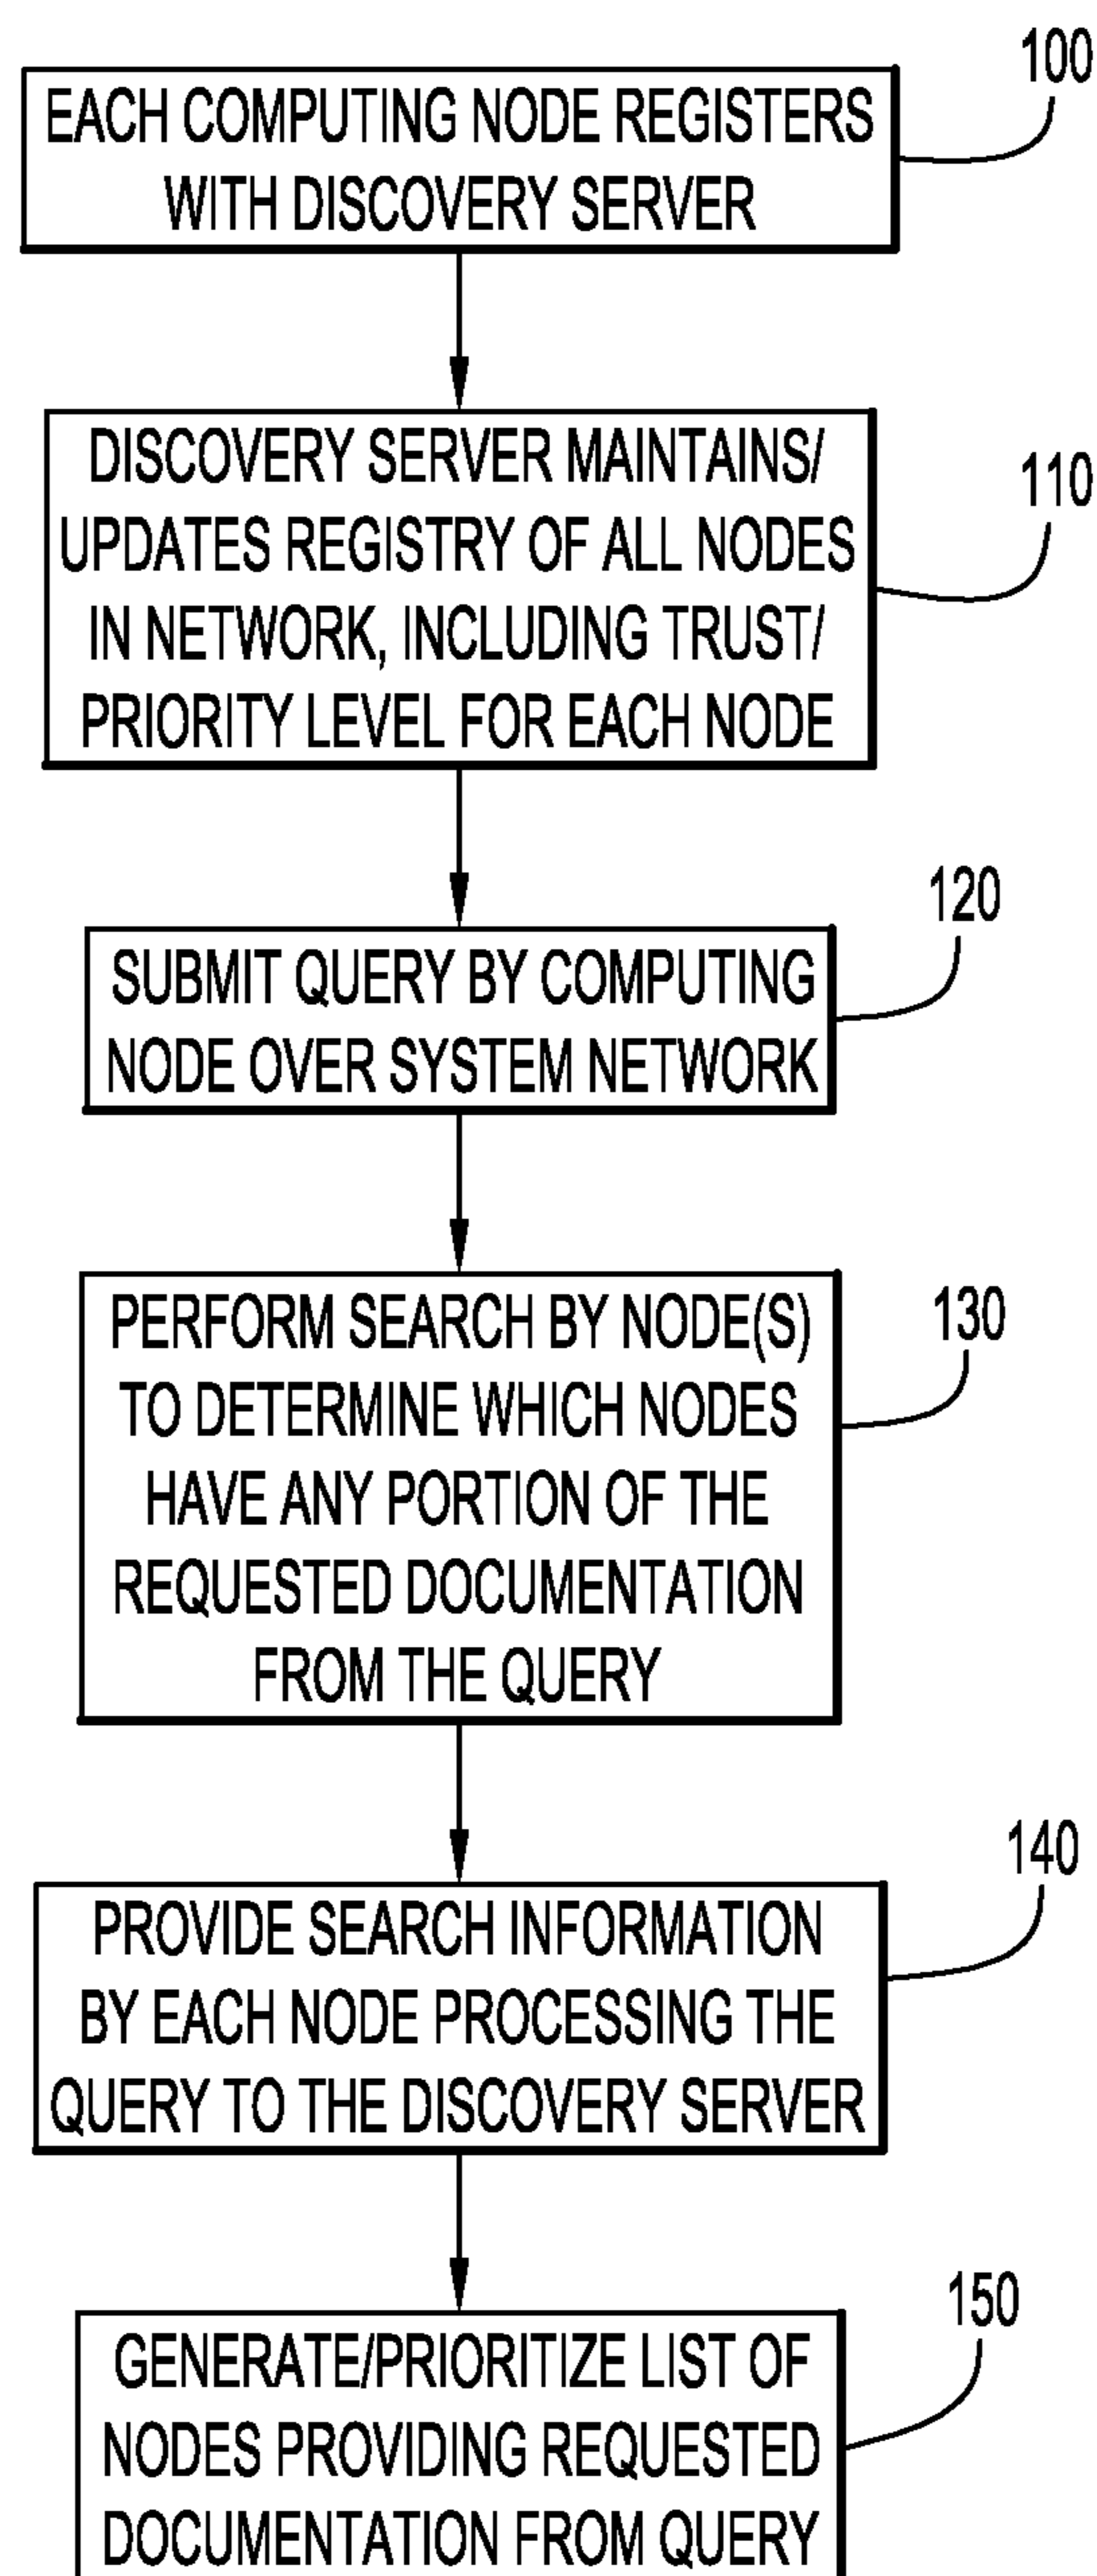 100
EACH COMPUTING NODE REGISTERS
WITH DISCOVERY SERVER
110
DISCOVERY SERVER MAINTAINS/
UPDATES REGISTRY OF ALL NODES
IN NETWORK, INCLUDING TRUST/
PRIORITY LEVEL FOR EACH NODE
120
SUBMIT QUERY BY COMPUTING
NODE OVER SYSTEM NETWORK
130
PERFORM SEARCH BY NODE(S)
TO DETERMINE WHICH NODES
HAVE ANY PORTION OF THE
REQUESTED DOCUMENTATION
FROM THE QUERY
140
PROVIDE SEARCH INFORMATION
BY EACH NODE PROCESSING THE
QUERY TO THE DISCOVERY SERVER
150
GENERATE/PRIORITIZE LIST OF
NODES PROVIDING REQUESTED
DOCUMENTATION FROM QUERY